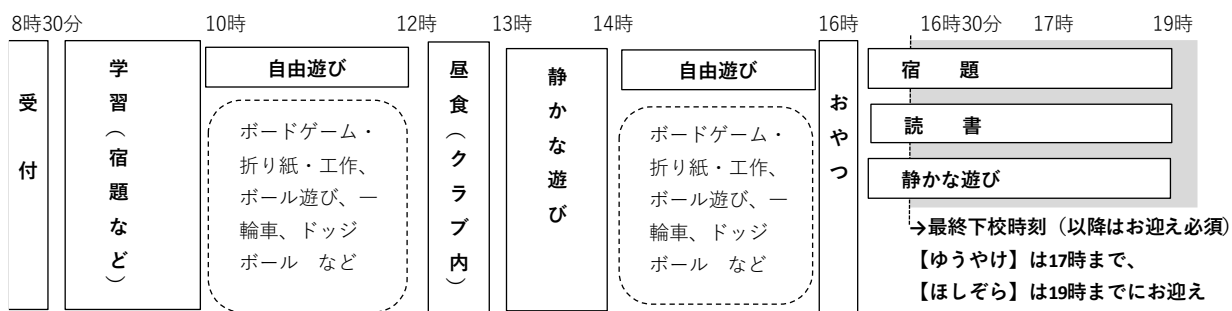 8時30分 10時 12時 13時 14時 16時 16時30分 17時 19時
受付
学習(宿題など)
自由遊び
ボードゲーム・
折り紙・工作、
ボール遊び、一
輪車、ドッジ
ボール など
昼食(クラブ内)
静かな遊び
自由遊び
ボードゲーム・
折り紙・工作、
ボール遊び、一
輪車、ドッジ
ボール など
おやつ
宿 題
読 書
静かな遊び
→最終下校時刻(以降はお迎え必須)
【ゆうやけ】は17時まで、
【ほしぞら】は19時までにお迎え